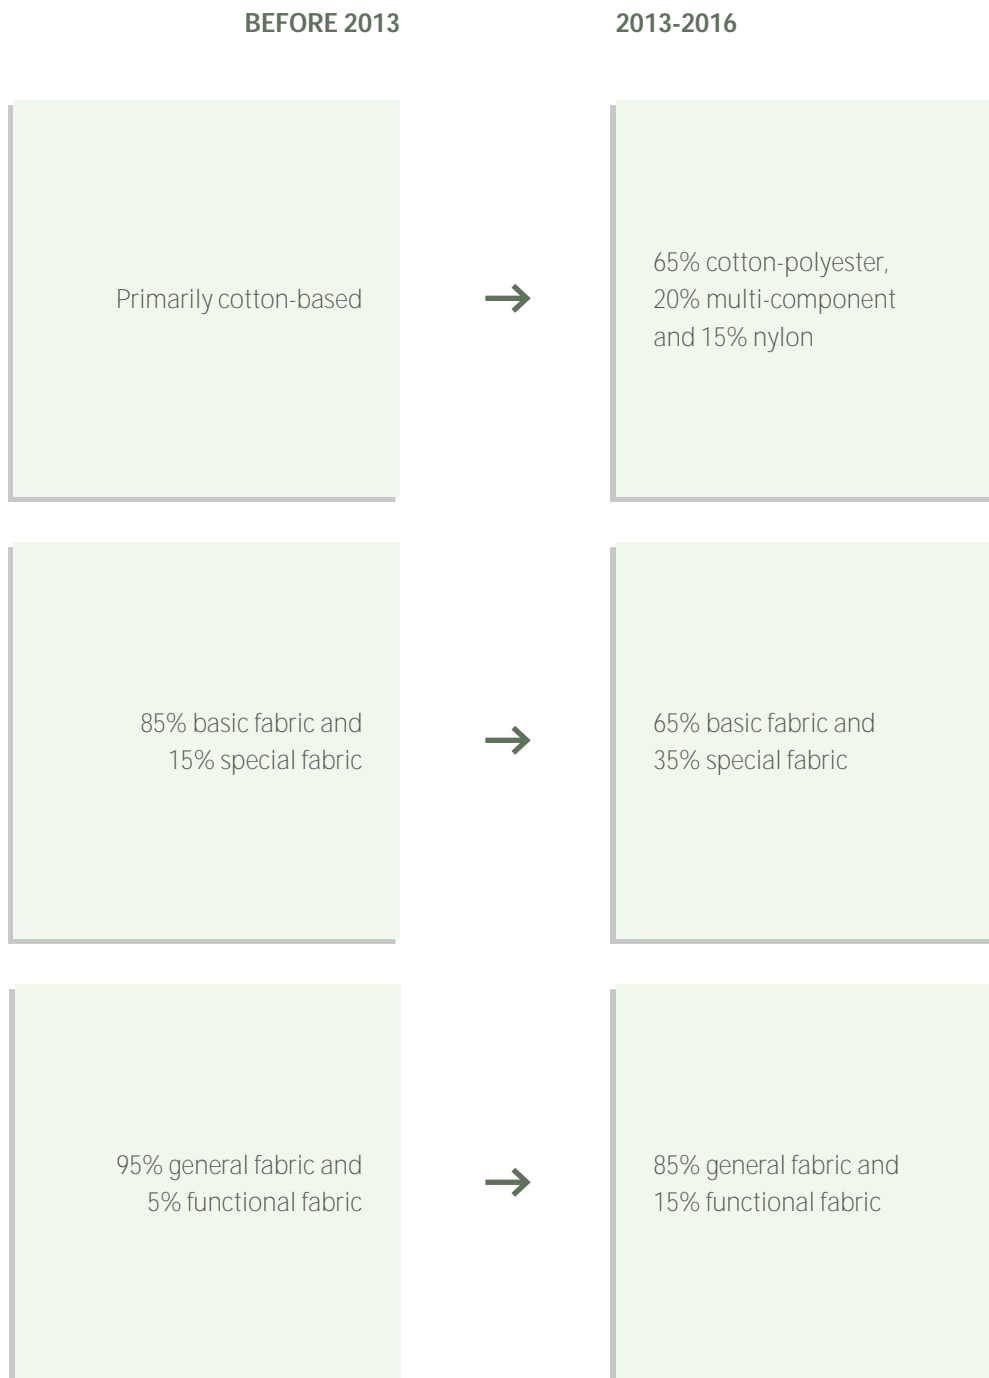 BEFORE 2013
2013-2016
Primarily cotton-based
65% cotton-polyester,
20% multi-component
and 15% nylon
85% basic fabric and
15% special fabric
65% basic fabric and
35% special fabric
95% general fabric and
5% functional fabric
85% general fabric and
15% functional fabric